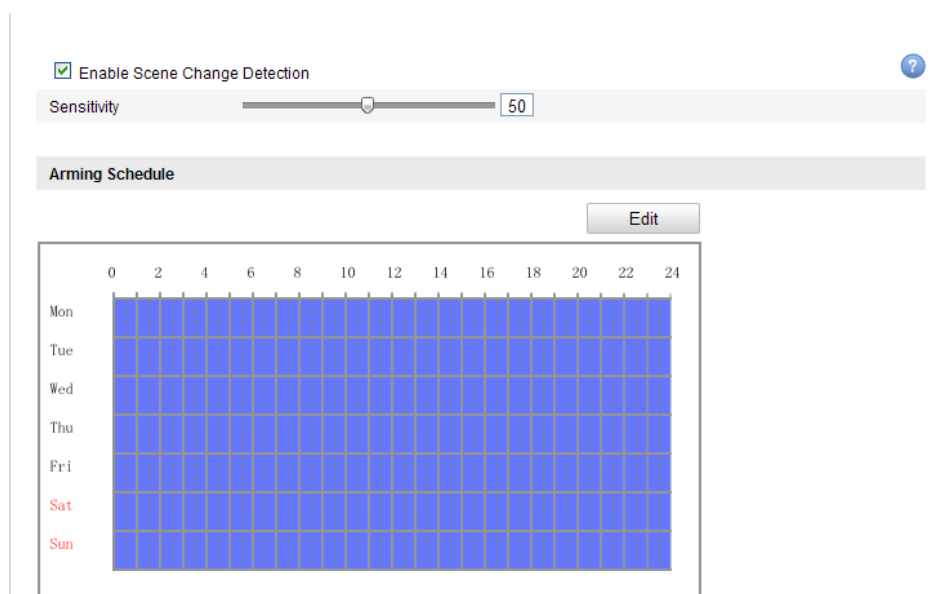 Enable Scene Change Detection
?
Sensitivity 50
Arming Schedule
Edit
0 2 4 6 8 10 12 14 16 18 20 22 24
Mon
Tue
Wed
Thu
Fri
Sat
Sun